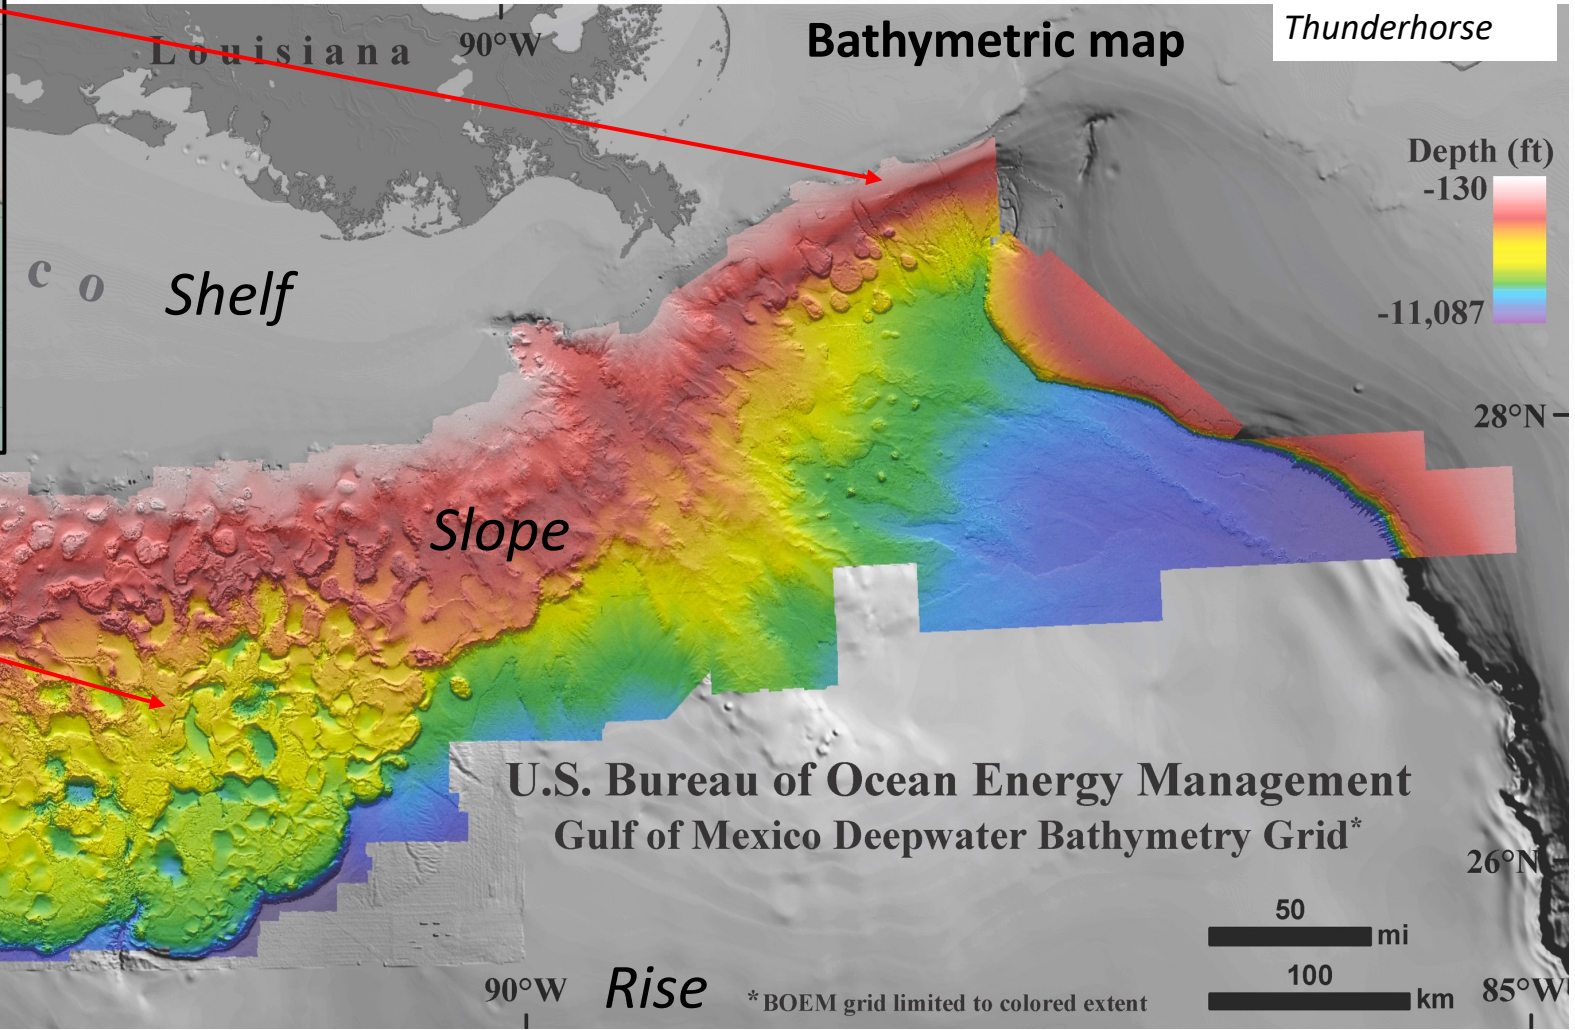 Louisiana
90°W
Bathymetric map
Thunderhorse
Depth (ft)
-130
-11,087
c o
Shelf
28°N
Slope
U.S. Bureau of Ocean Energy Management
Gulf of Mexico Deepwater Bathymetry Grid*
26°N
50
mi
100
km
90°W
Rise
*BOEM grid limited to colored extent
85°W